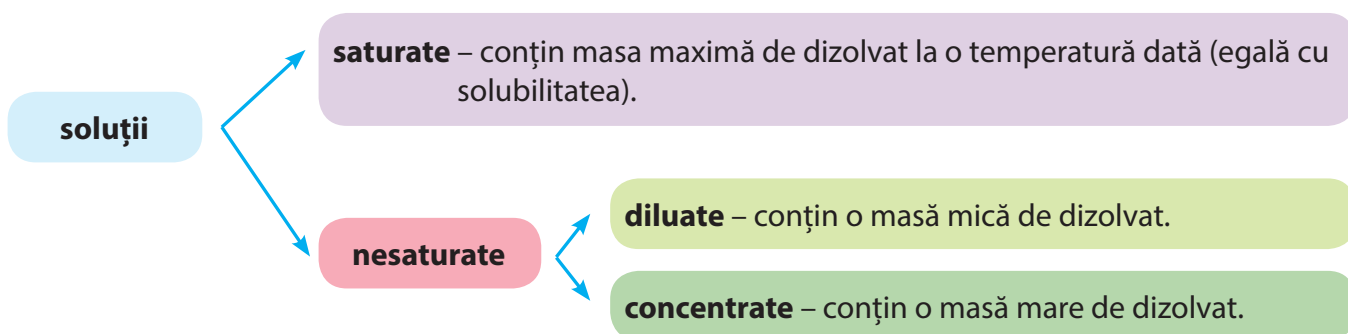 soluții
saturate – conțin masa maximă de dizolvat la o temperatură dată (egală cu
solubilitatea).
nesaturate
diluate – conțin o masă mică de dizolvat.
concentrate – conțin o masă mare de dizolvat.